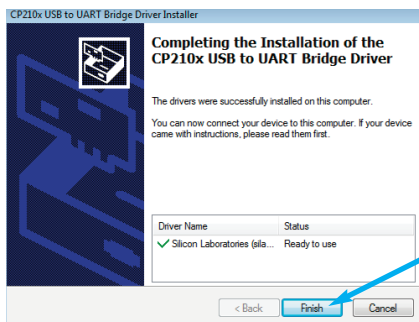 CP210x USB to UART Bridge Driver Installer
Completing the Installation of the
CP210x USB to UART Bridge Driver
The drivers were successfully installed on this computer.
You can now connect your device to this computer. If your device
came with instructions, please read them first.
Driver Name Status
Silicon Laboratories (sila... Ready to use
< Back Finish Cancel